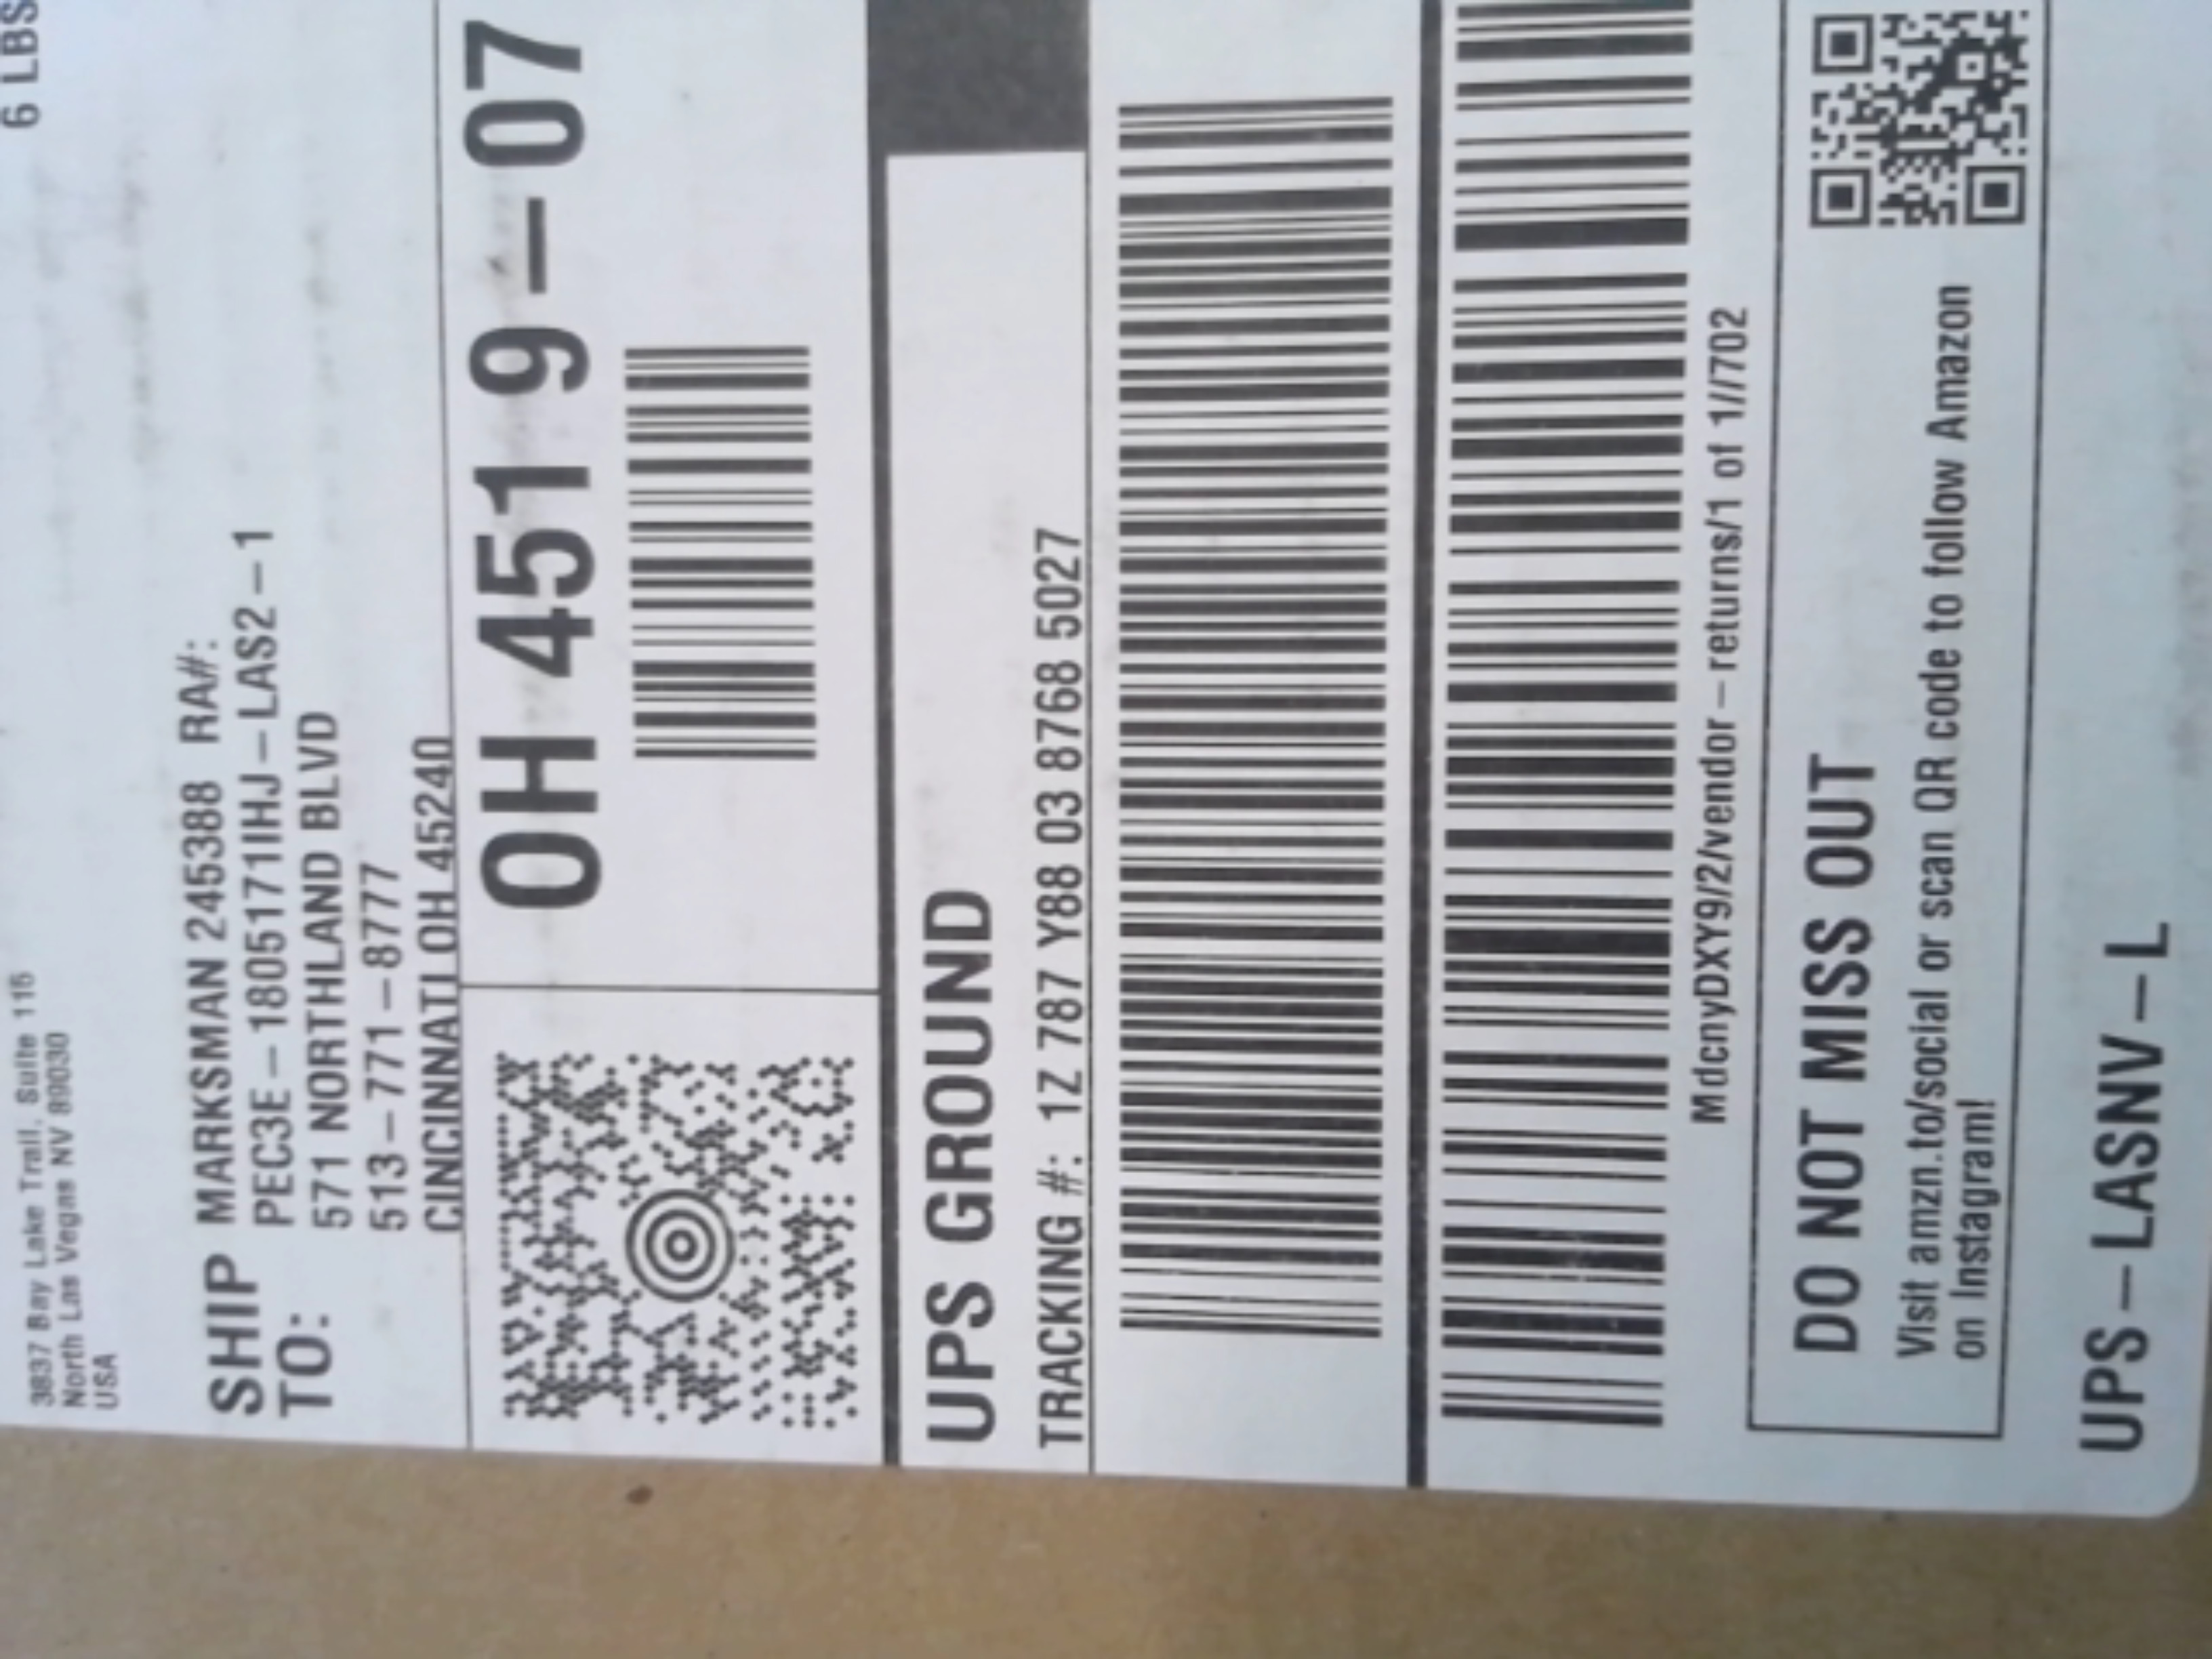 6 LBS
3837 Bay Lake Trail, Suite 115
North Las Vegas NV 89030
USA
SHIP TO:
MARKSMAN 245388 RA#:
PEC3E-1805171IHJ-LAS2-1
571 NORTHLAND BLVD
513-771-8777
CINCINNATI OH 45240
OH 451 9-07
UPS GROUND
TRACKING #: 1Z 787 Y88 03 8768 5027
MdcnyDXY9/2/vendor-returns/1 of 1//702
DO NOT MISS OUT
Visit amzn.to/social or scan QR code to follow Amazon
on Instagram!
UPS-LASNV-L